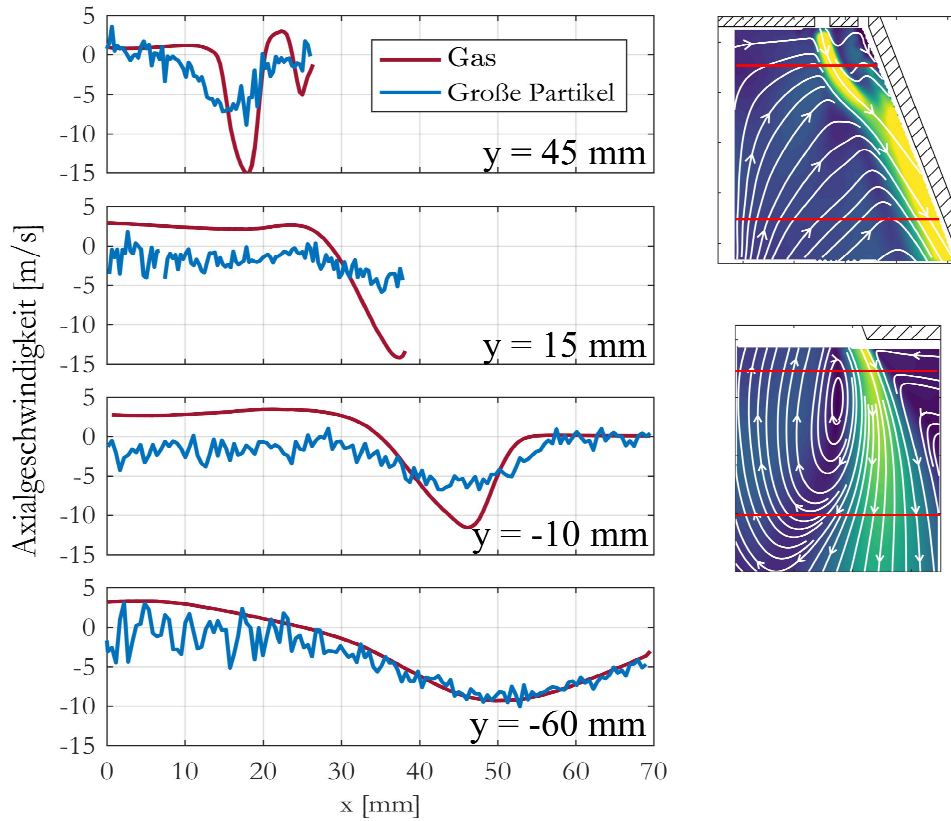 5
0
-5
-10
-15
Gas
Große Partikel
y = 45 mm
5
0
-5
-10
-15
y = 15 mm
5
0
-5
-10
-15
y = -10 mm
5
0
-5
-10
-15
y = -60 mm
0 10 20 30 40 50 60 70
x [mm]
Axialgeschwindigkeit [m/s]